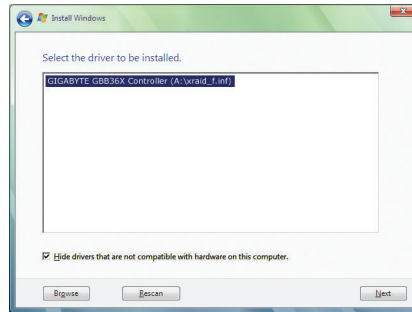 Install Windows
Select the driver to be installed.
GIGABYTE GBB36X Controller (A:\xraid_f.inf)
Hide drivers that are not compatible with hardware on this computer.
Browse
Rescan
Next